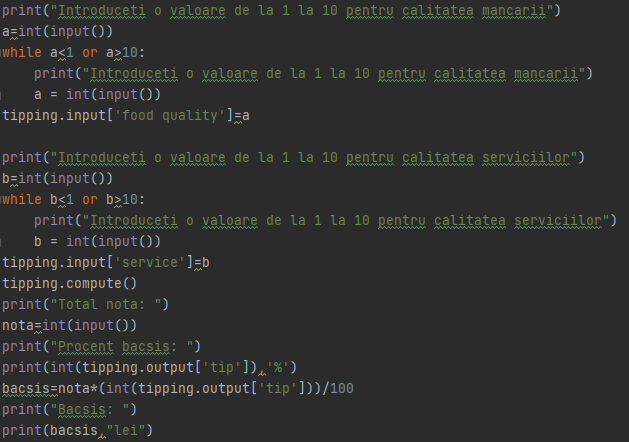 print("Introduceti o valoare de la 1 la 10 pentru calitatea mancarii")
a=int(input())
while a<1 or a>10:
    print("Introduceti o valoare de la 1 la 10 pentru calitatea mancarii")
    a = int(input())
tipping.input['food quality']=a

print("Introduceti o valoare de la 1 la 10 pentru calitatea serviciilor")
b=int(input())
while b<1 or b>10:
    print("Introduceti o valoare de la 1 la 10 pentru calitatea serviciilor")
    b = int(input())
tipping.input['service']=b
tipping.compute()
print("Total nota: ")
nota=int(input())
print("Procent bacsis: ")
print(int(tipping.output['tip']),'%')
bacsis=nota*(int(tipping.output['tip']))/100
print("Bacsis: ")
print(bacsis,"lei")